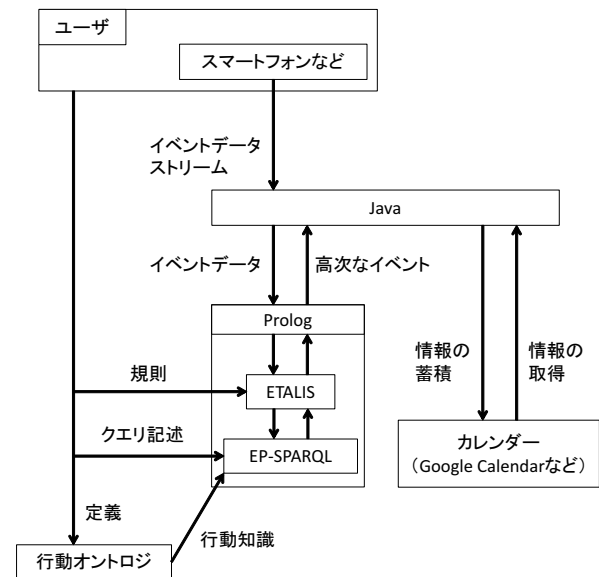 ユーザ
スマートフォンなど
イベントデータ
ストリーム
Java
イベントデータ
高次なイベント
Prolog
規則
ETALIS
情報の
蓄積
情報の
取得
クエリ記述
EP-SPARQL
カレンダー
（Google Calendarなど）
定義
行動知識
行動オントロジ